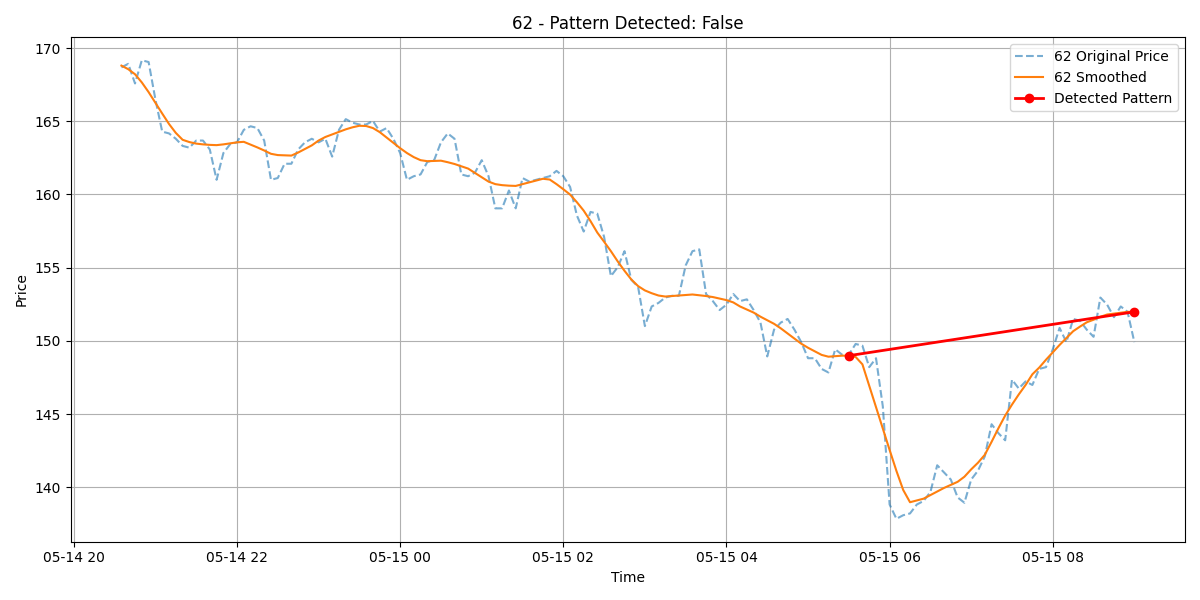 62 - Pattern Detected: False
62 Original Price
62 Smoothed
Detected Pattern
Price
170
165
160
155
150
145
140
05-14 20
05-14 22
05-15 00
05-15 02
05-15 04
05-15 06
05-15 08
Time